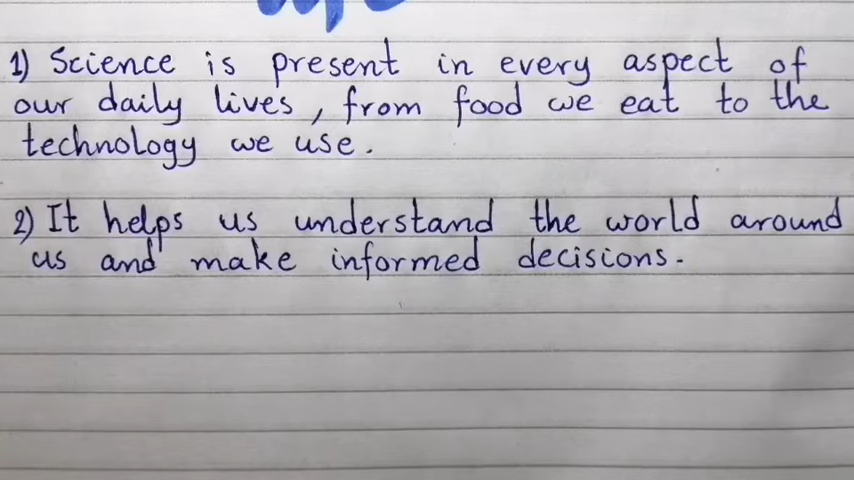 1) Science is present in every aspect of
our daily lives, from food we eat to the
technology we use.
2) It helps us understand the world around
us and make informed decisions.